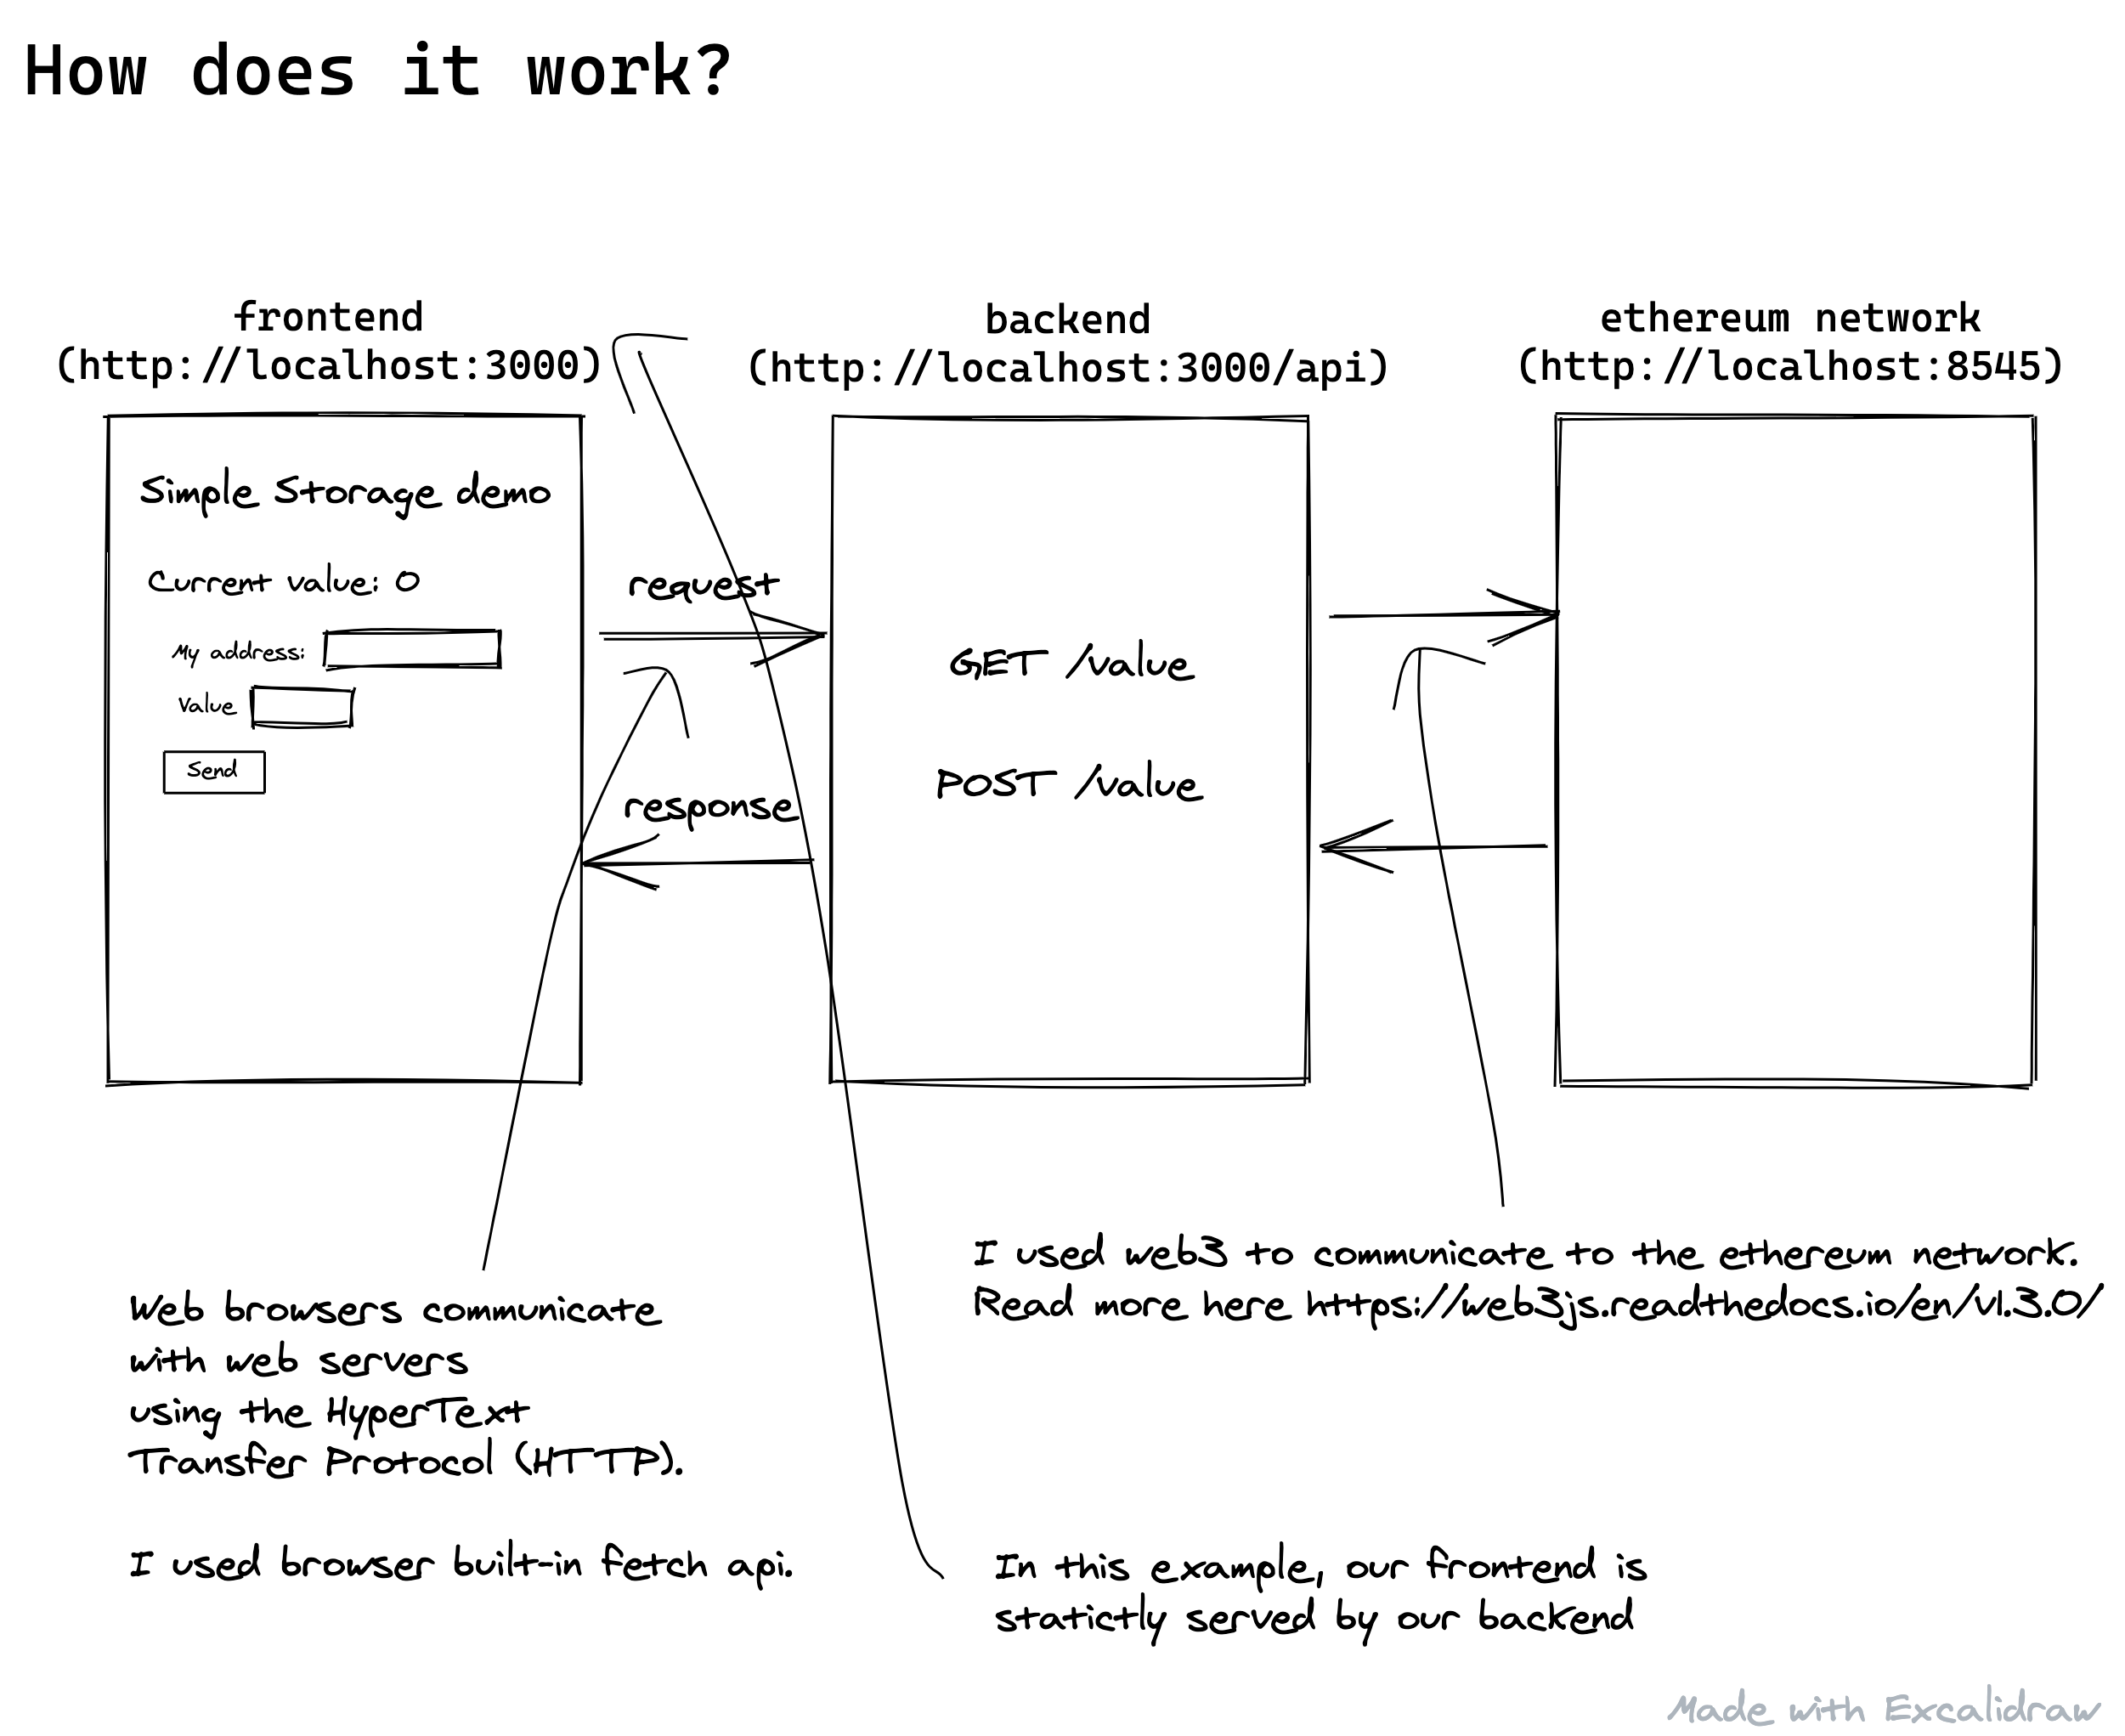 How does it work?
frontend
(http://localhost:3000)
backend
(http://localhost:3000/api)
ethereum network
(http://localhost:8545)
Simple Storage demo
Current value: 0
My address:
Value
Send
request
response
GET /value
POST /value
Web browsers communicate
with web servers
using the HyperText
Transfer Protocol (HTTP).
I used browser built-in fetch api.
I used web3 to communicate to the ethereum network.
Read more here https://web3js.readthedocs.io/en/v1.3.0/
In this example, our frontend is
statictly served by our backend
Made with Excalidraw